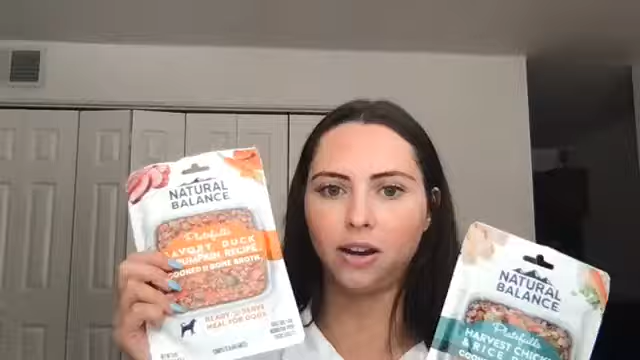 NATURAL
BALANCE
Platefulls
SAVORY DUCK
PUMPKIN RECIPE
COOKED IN BONE BROTH
READY TO SERVE
MEAL FOR DOGS
NATURAL
BALANCE
Platefulls
HARVEST CHIC
& RICE